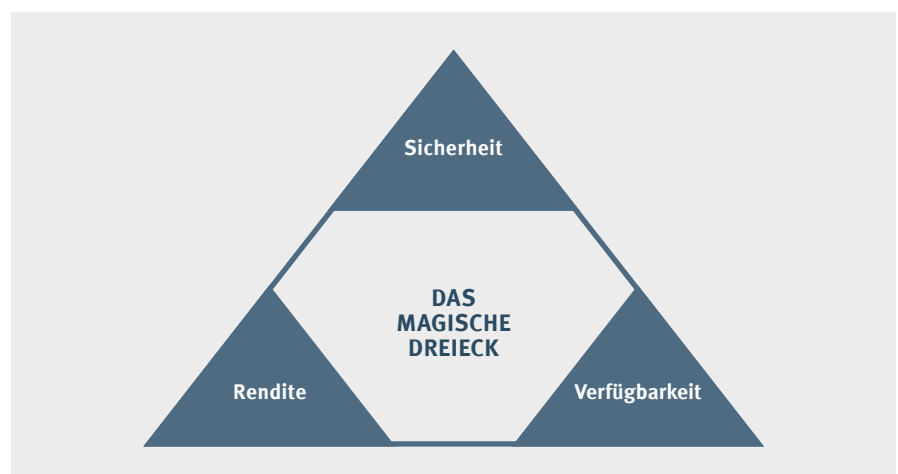 Sicherheit
DAS
MAGISCHE
DREIECK
Rendite
Verfügbarkeit